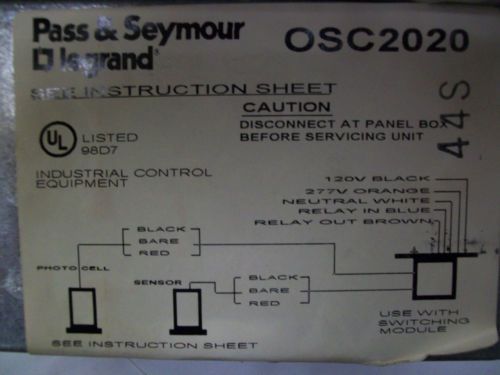 Pass & Seymour
legrand®
OSC2020
SEE INSTRUCTION SHEET
CAUTION
DISCONNECT AT PANEL BOX
BEFORE SERVICING UNIT
44S
UL
LISTED
98D7
INDUSTRIAL CONTROL
EQUIPMENT
120V BLACK
277V ORANGE
NEUTRAL WHITE
RELAY IN BLUE
RELAY OUT BROWN
BLACK
BARE
RED
PHOTO CELL
SENSOR
BLACK
BARE
RED
USE WITH
SWITCHING
MODULE
SEE INSTRUCTION SHEET